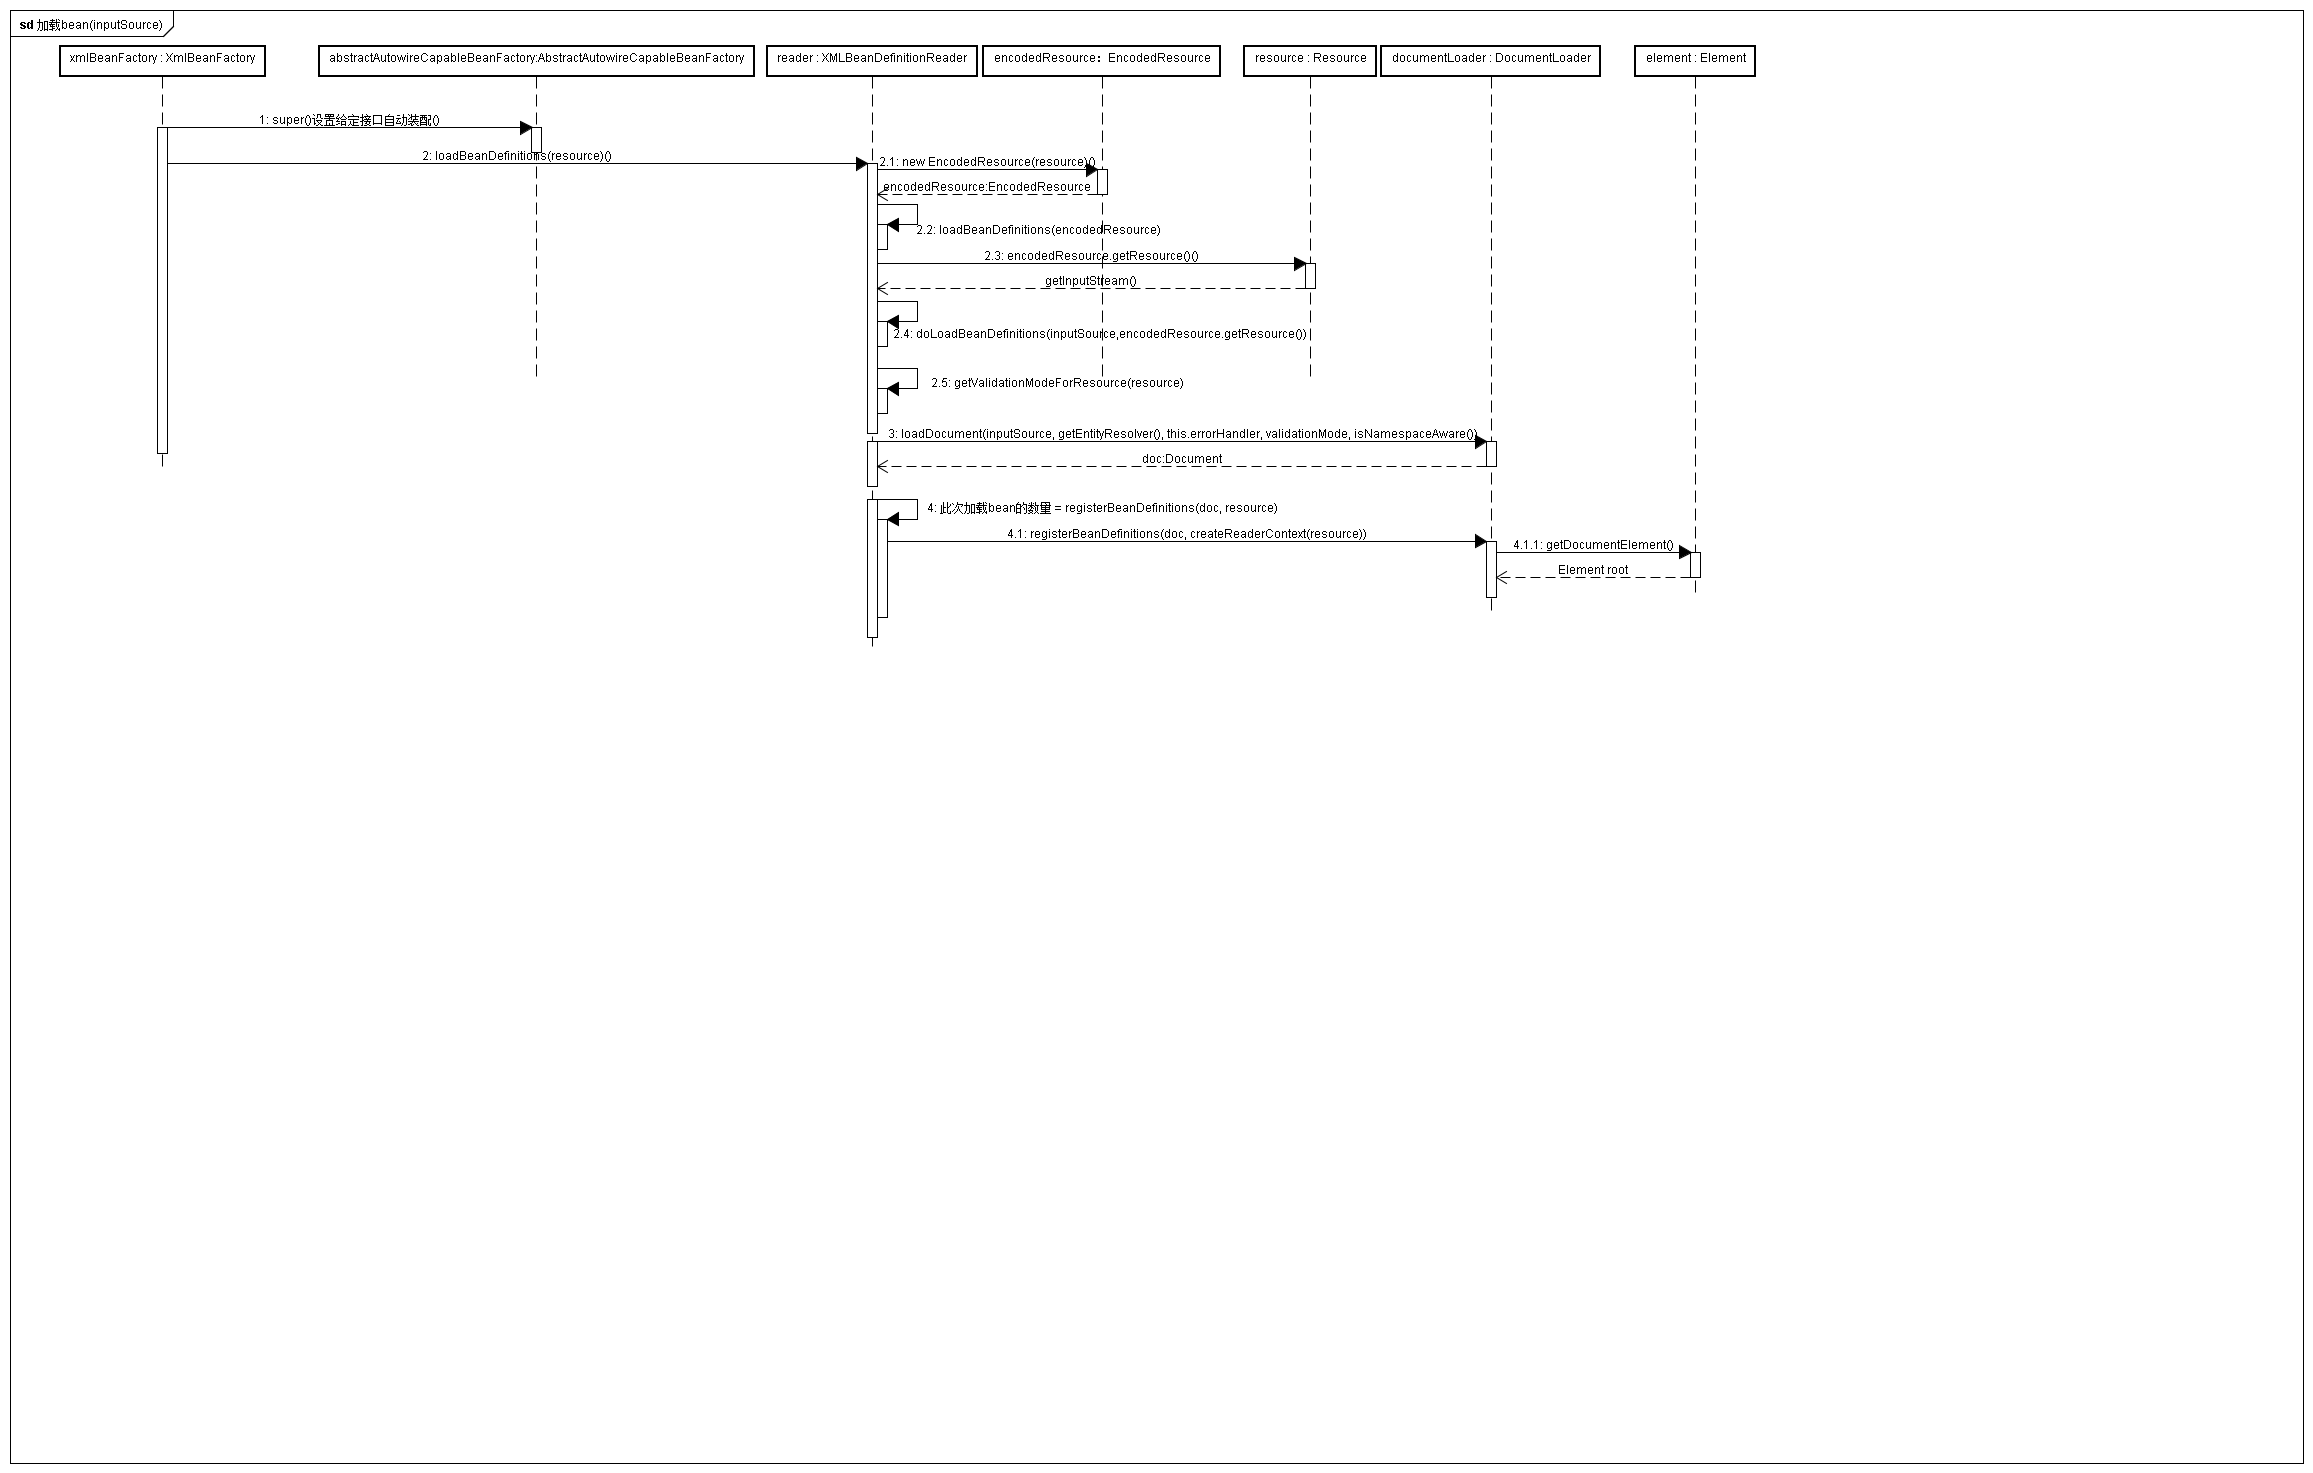 sd 加载bean(inputSource)
xmlBeanFactory : XmlBeanFactory
abstractAutowireCapableBeanFactory:AbstractAutowireCapableBeanFactory
reader : XMLBeanDefinitionReader
encodedResource：EncodedResource
resource : Resource
documentLoader : DocumentLoader
element : Element
1: super()设置给定接口自动装配()
2: loadBeanDefinitions(resource)()
2.1: new EncodedResource(resource)()
encodedResource:EncodedResource
2.2: loadBeanDefinitions(encodedResource)
2.3: encodedResource.getResource()()
getInputStream()
2.4: doLoadBeanDefinitions(inputSource,encodedResource.getResource())
2.5: getValidationModeForResource(resource)
3: loadDocument(inputSource, getEntityResolver(), this.errorHandler, validationMode, isNamespaceAware())
doc:Document
4: 此次加载bean的数量 = registerBeanDefinitions(doc, resource)
4.1: registerBeanDefinitions(doc, createReaderContext(resource))
4.1.1: getDocumentElement()
Element root